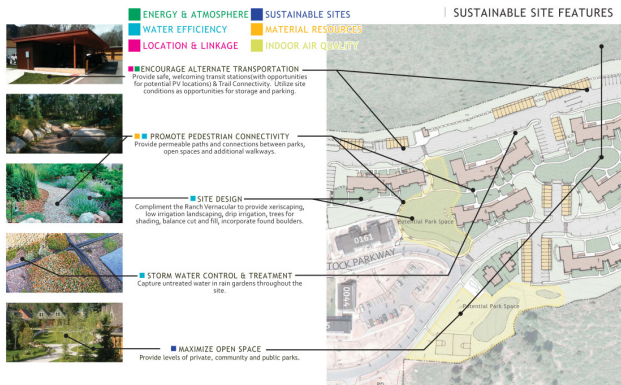 SUSTAINABLE SITE FEATURES
ENERGY & ATMOSPHERE
SUSTAINABLE SITES
WATER EFFICIENCY
MATERIAL RESOURCES
LOCATION & LINKAGE
INDOOR AIR QUALITY
ENCOURAGE ALTERNATE TRANSPORTATION
Provide safe, welcoming transit stations(with opportunities
for potential PV locations) & Trail Connectivity. Utilize site
conditions as opportunities for storage and parking.
PROMOTE PEDESTRIAN CONNECTIVITY
Provide permeable paths and connections between parks,
open spaces and additional walkways.
SITE DESIGN
Compliment the Ranch Vernacular to provide xeriscaping,
low irrigation landscaping, drip irrigation, trees for
shading, balance cut and fill, incorporate found boulders.
STORM WATER CONTROL & TREATMENT
Capture untreated water in rain gardens throughout the
site.
MAXIMIZE OPEN SPACE
Provide levels of private, community and public parks.
Potential Park Space
0161
TOCK PARKWAY
0044
Potential Park Space